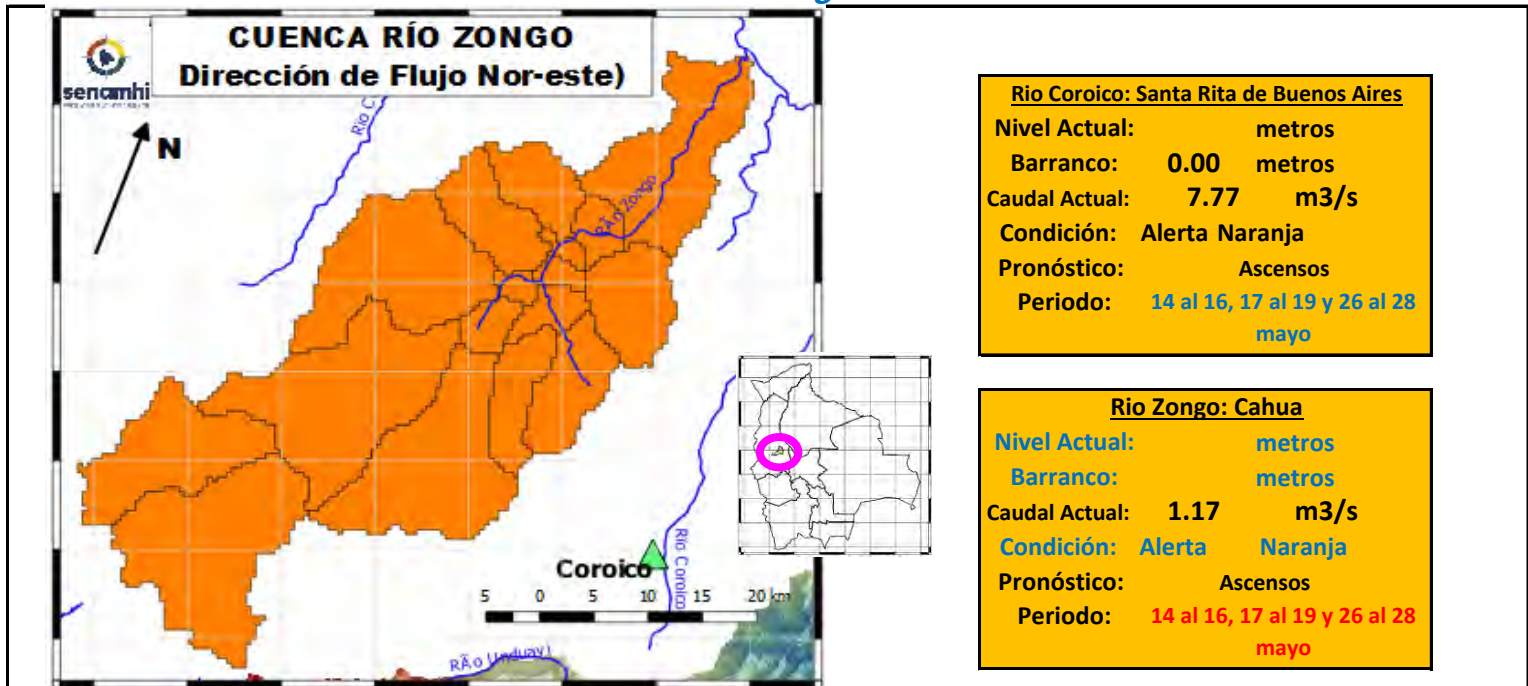 CUENCA RÍO ZONGO
Dirección de Flujo Nor-este)
senamhi
N
Río C
RÃo Zongo
Coroico
Río Coroico
5 0 5 10 15 20 km
RÃo Unduavi
Rio Coroico: Santa Rita de Buenos Aires
Nivel Actual: metros
Barranco: 0.00 metros
Caudal Actual: 7.77 m3/s
Condición: Alerta Naranja
Pronóstico: Ascensos
Periodo: 14 al 16, 17 al 19 y 26 al 28
mayo
Rio Zongo: Cahua
Nivel Actual: metros
Barranco: metros
Caudal Actual: 1.17 m3/s
Condición: Alerta Naranja
Pronóstico: Ascensos
Periodo: 14 al 16, 17 al 19 y 26 al 28
mayo